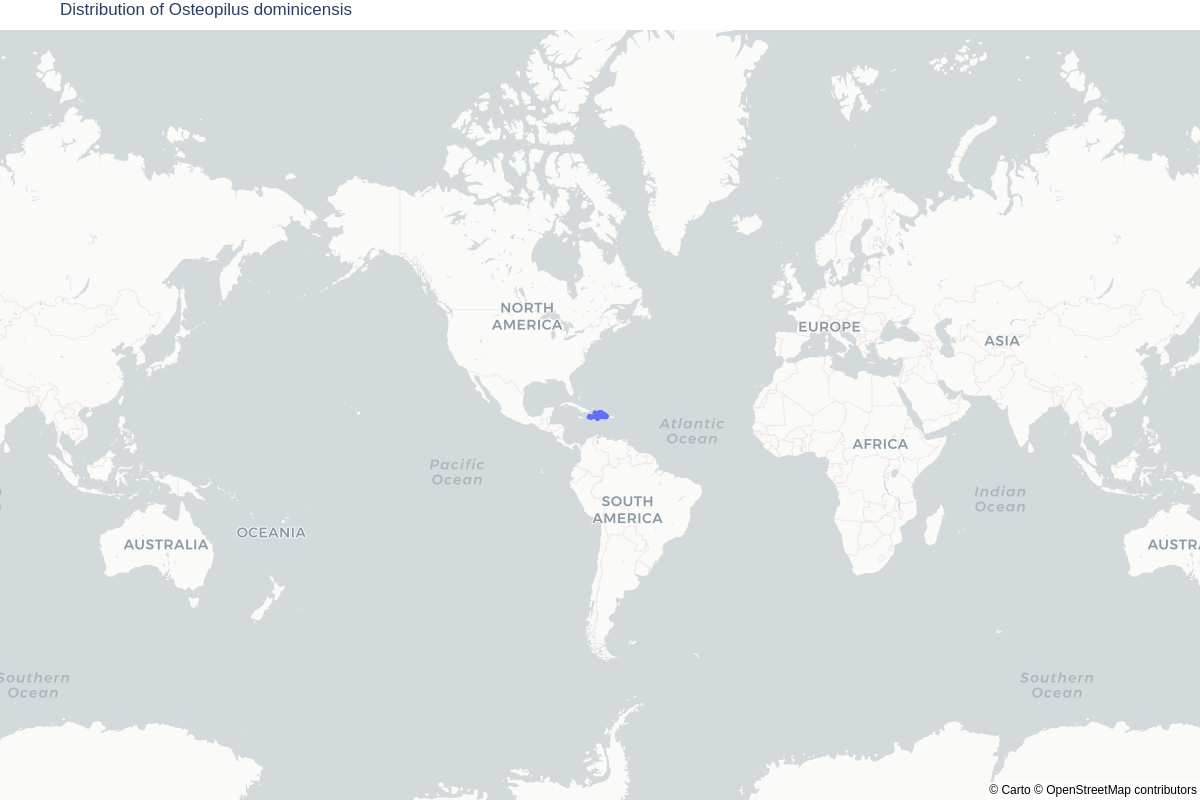 Distribution of Osteopilus dominicensis
NORTH
AMERICA
EUROPE
ASIA
Atlantic
Ocean
AFRICA
Pacific
Ocean
Indian
Ocean
SOUTH
AMERICA
OCEANIA
AUSTRALIA
AUSTRA
Southern
Ocean
Southern
Ocean
© Carto © OpenStreetMap contributors